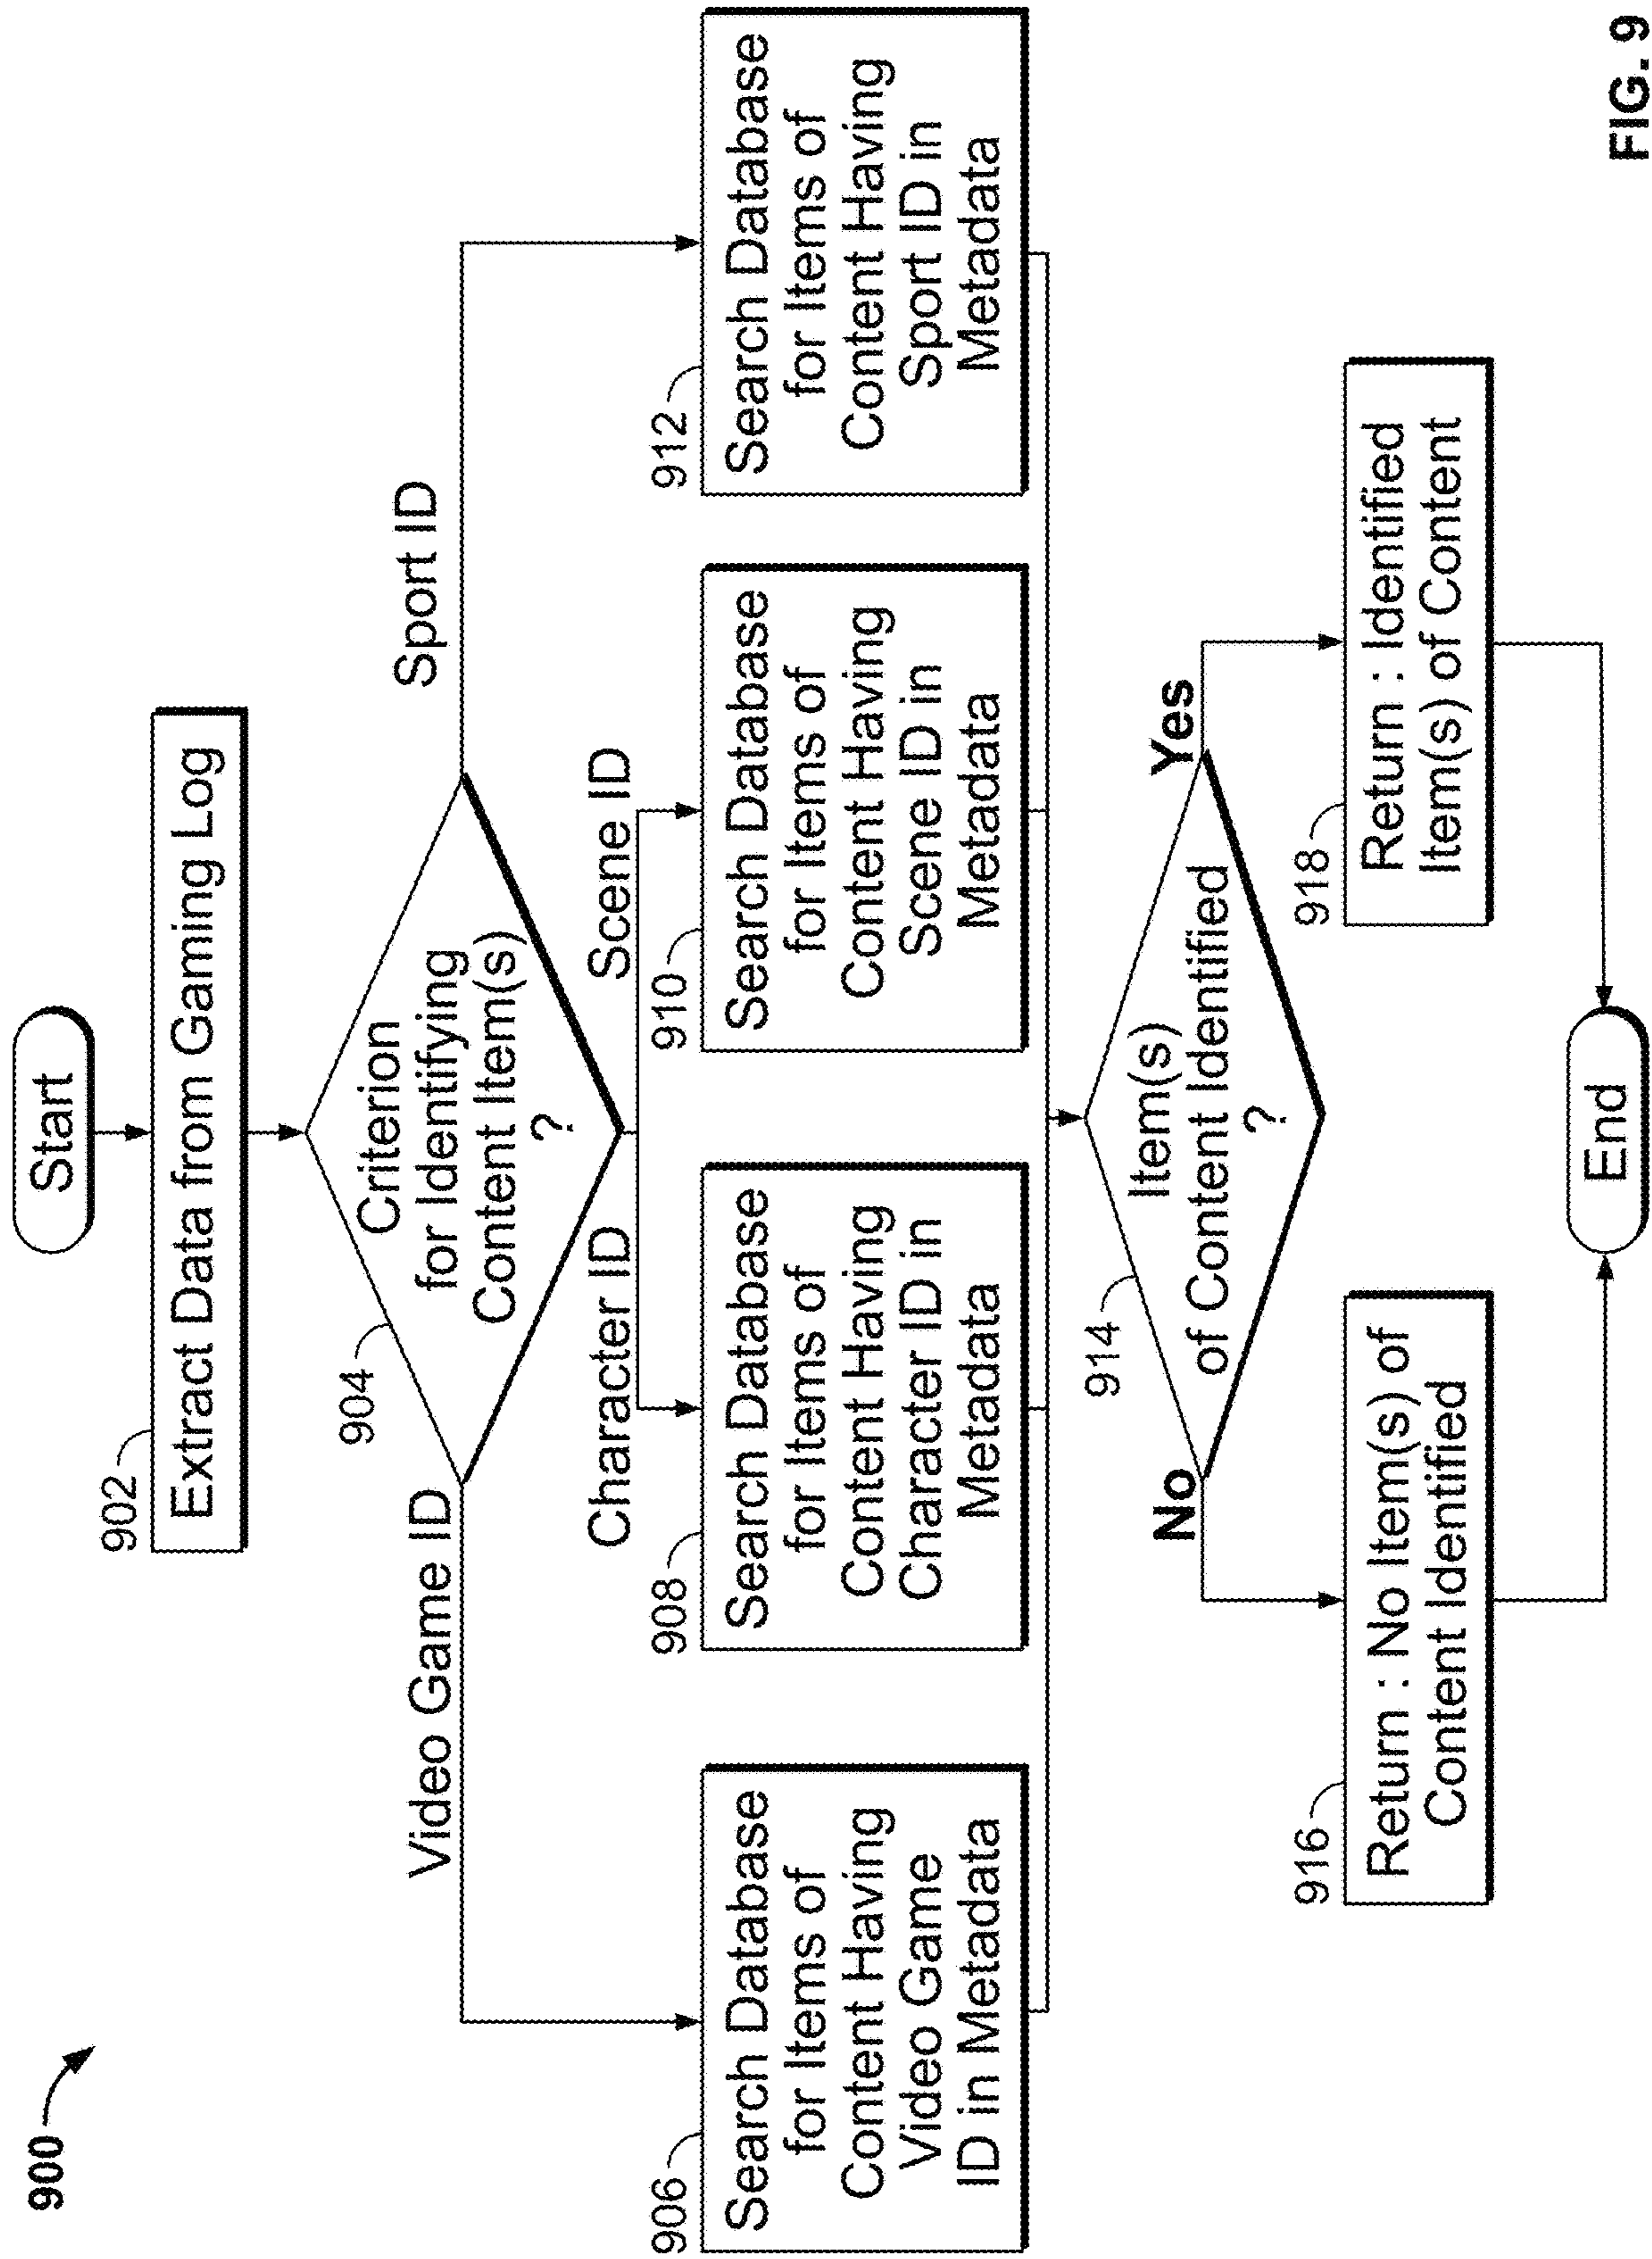 900
Start
902
Extract Data from Gaming Log
904
Criterion
for Identifying
Content Item(s)
?
Video Game ID
Character ID
Scene ID
Sport ID
906
Search Database
for Items of
Content Having
Video Game
ID in Metadata
908
Search Database
for Items of
Content Having
Character ID in
Metadata
910
Search Database
for Items of
Content Having
Scene ID in
Metadata
912
Search Database
for Items of
Content Having
Sport ID in
Metadata
914
Item(s)
of Content Identified
?
No
Yes
916
Return : No Item(s) of
Content Identified
918
Return : Identified
Item(s) of Content
End
FIG. 9